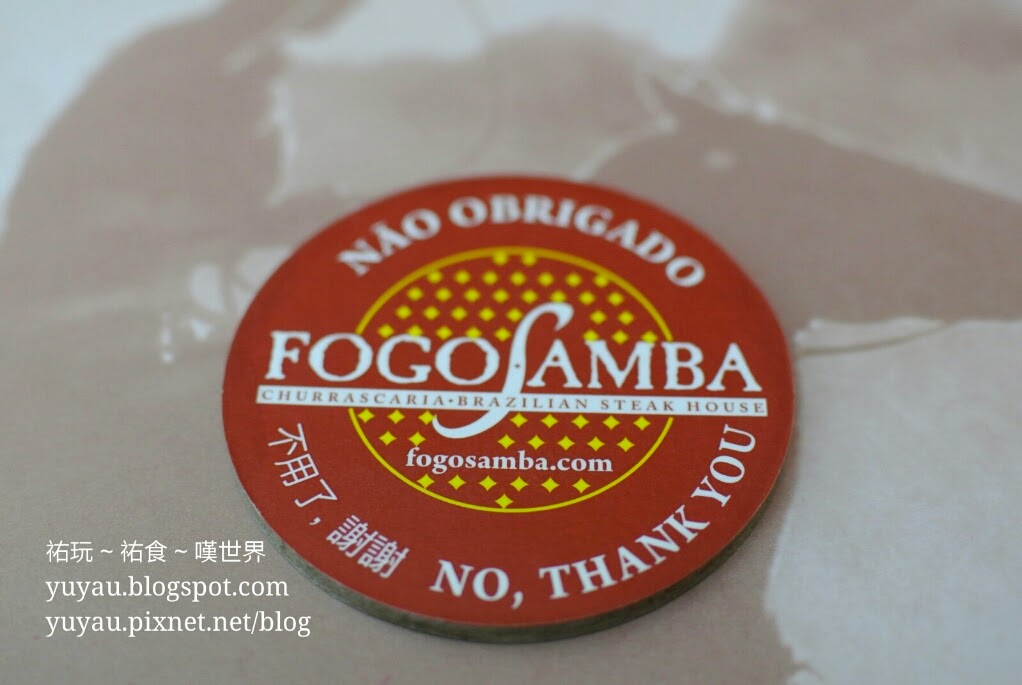 NÃO OBRIGADO
FOGO SAMBA
CHURRASCARIA•BRAZILIAN STEAK HOUSE
fogosamba.com
不用了，謝謝
NO, THANK YOU
祐玩 ~ 祐食 ~ 嘆世界
yuyau.blogspot.com
yuyau.pixnet.net/blog